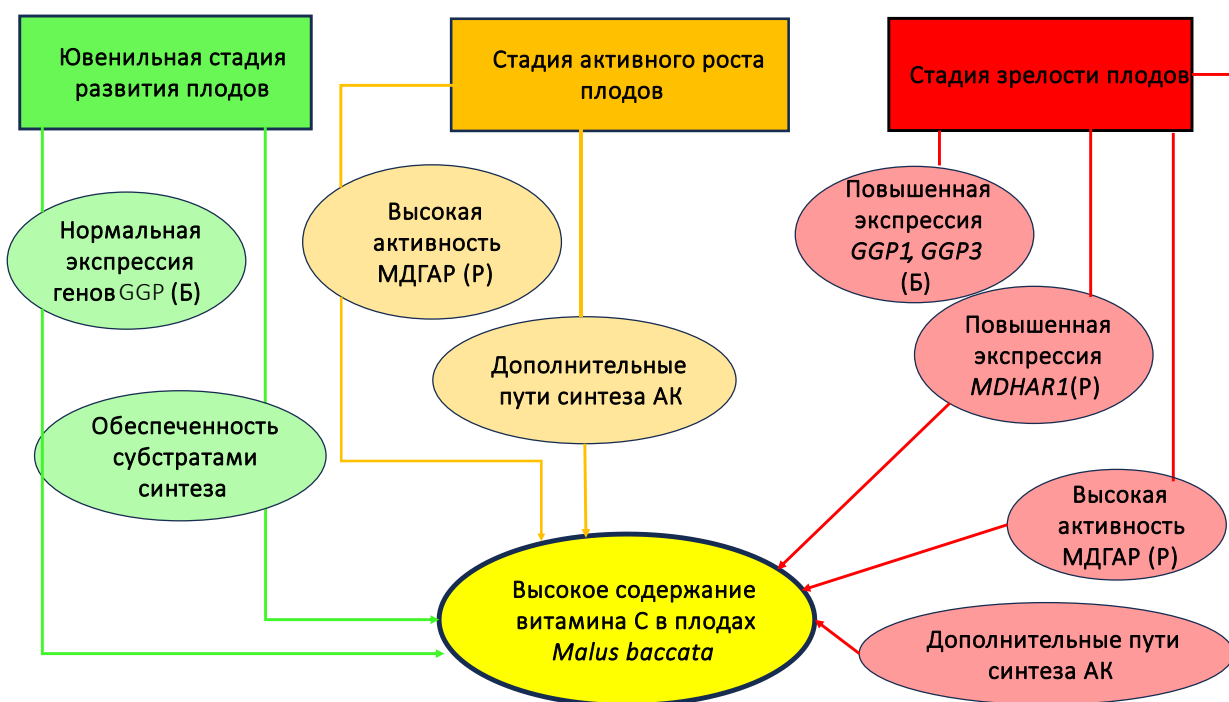 Ювенильная стадия
развития плодов
Стадия активного роста
плодов
Стадия зрелости плодов
Нормальная
экспрессия
генов GGP (Б)
Высокая
активность
МДГАР (Р)
Повышенная
экспрессия
GGP1, GGP3
(Б)
Повышенная
экспрессия
MDHAR1(Р)
Дополнительные
пути синтеза АК
Обеспеченность
субстратами
синтеза
Высокая
активность
МДГАР (Р)
Высокое содержание
витамина С в плодах
Malus baccata
Дополнительные пути
синтеза АК